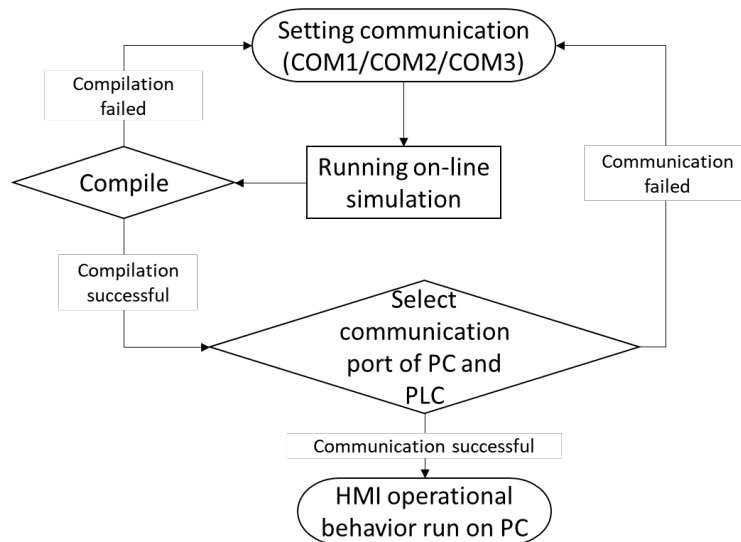 Setting communication
(COM1/COM2/COM3)
Compilation
failed
Communication
failed
Compile
Running on-line
simulation
Compilation
successful
Select
communication
port of PC and
PLC
Communication successful
HMI operational
behavior run on PC